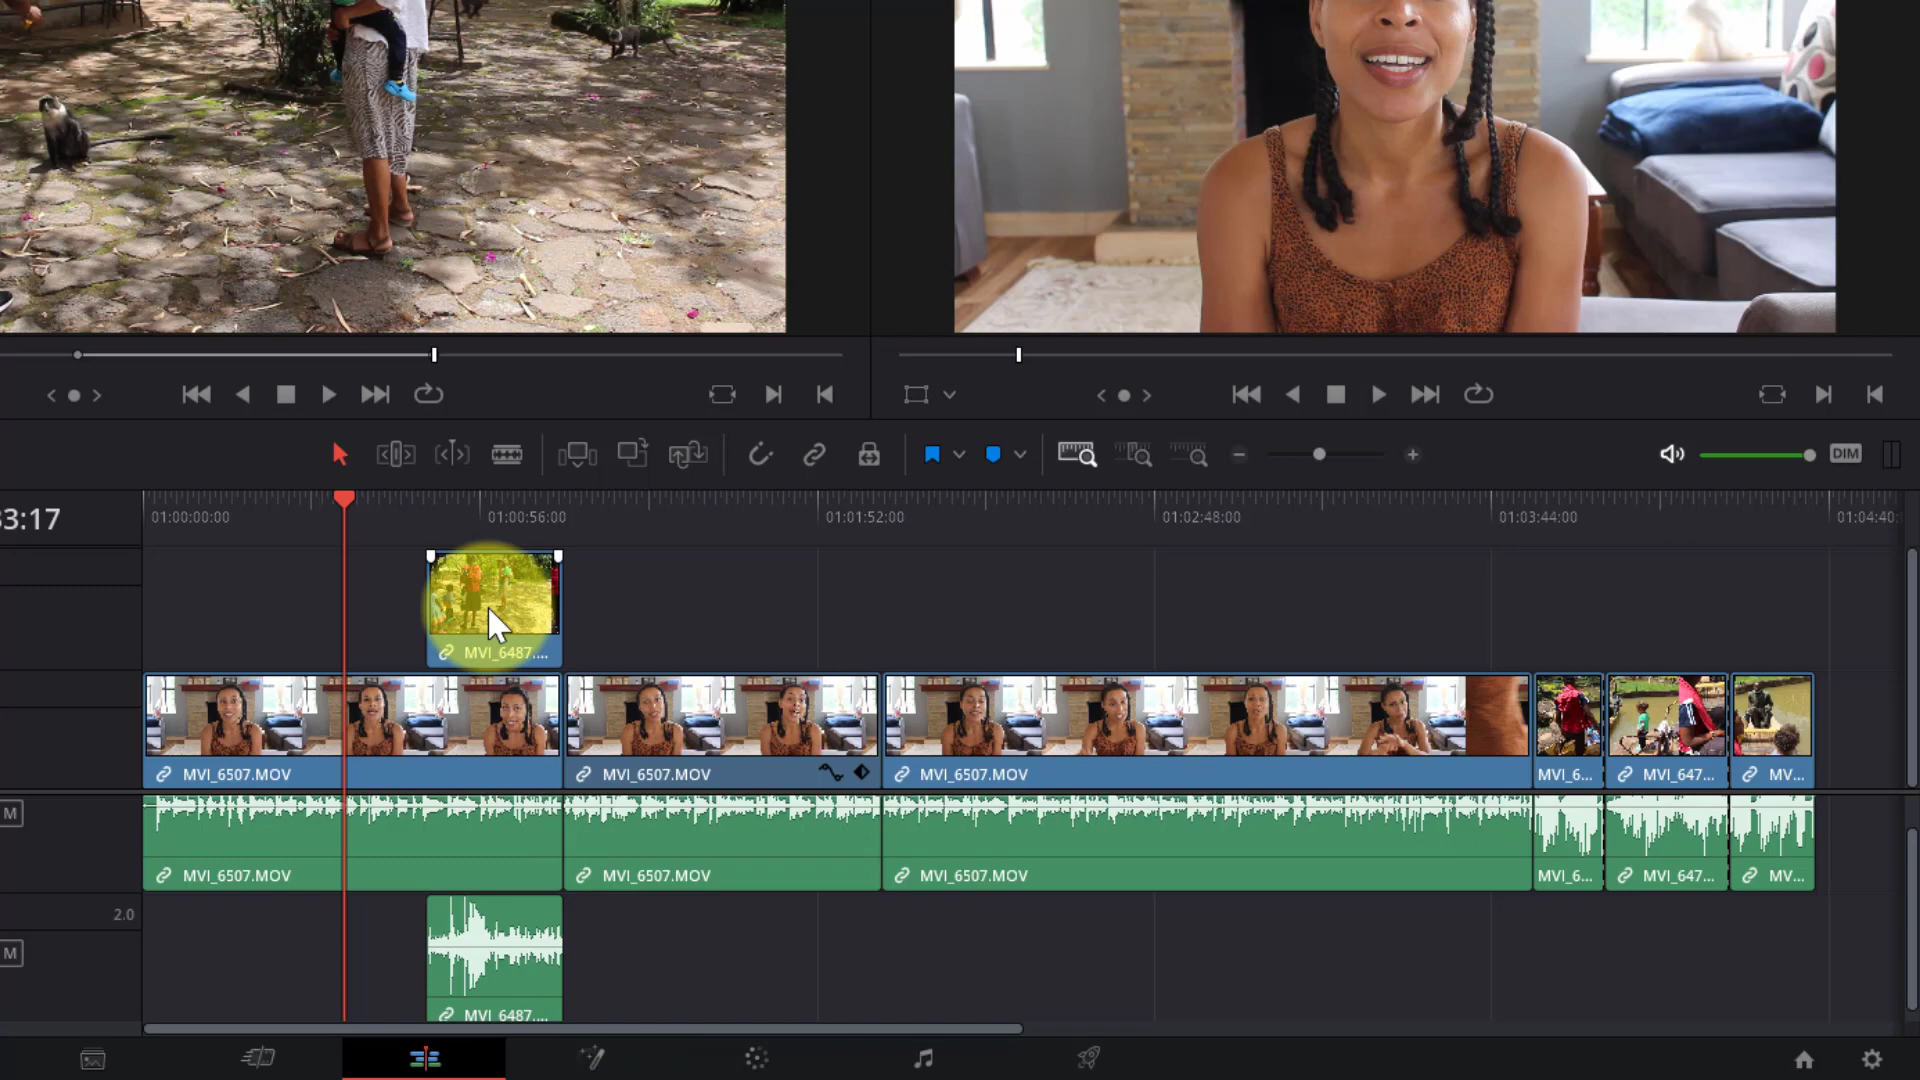 DIM
33:17
01:00:00:00 01:00:56:00 01:01:52:00 01:02:48:00 01:03:44:00 01:04:40:
MVI_6487....
MVI_6507.MOV MVI_6507.MOV MVI_6507.MOV MVI_6... MVI_647... MV...
M
MVI_6507.MOV MVI_6507.MOV MVI_6507.MOV MVI_6... MVI_647... MV...
2.0
M
MVI_6487....